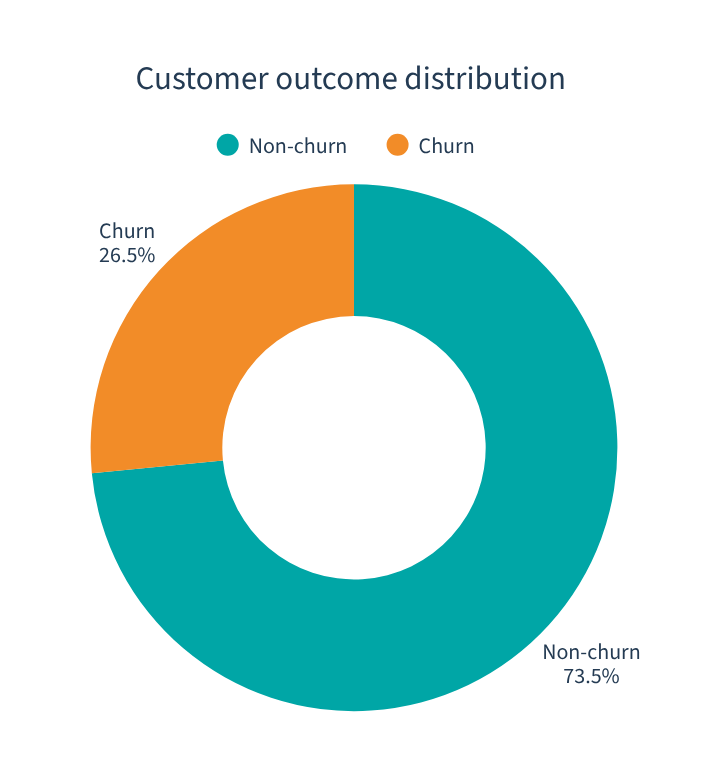 Customer outcome distribution
Non-churn
Churn
Churn
26.5%
Non-churn
73.5%